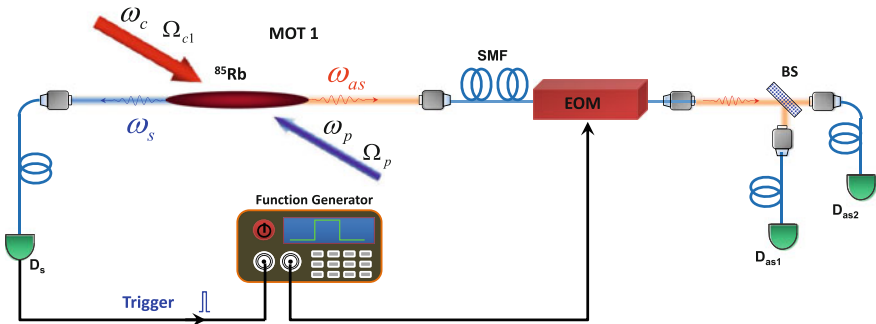 ω_c
Ω_c1
MOT 1
⁸⁵Rb
ω_as
SMF
EOM
BS
ω_s
ω_p
Ω_p
Function Generator
D_s
D_as1
D_as2
Trigger